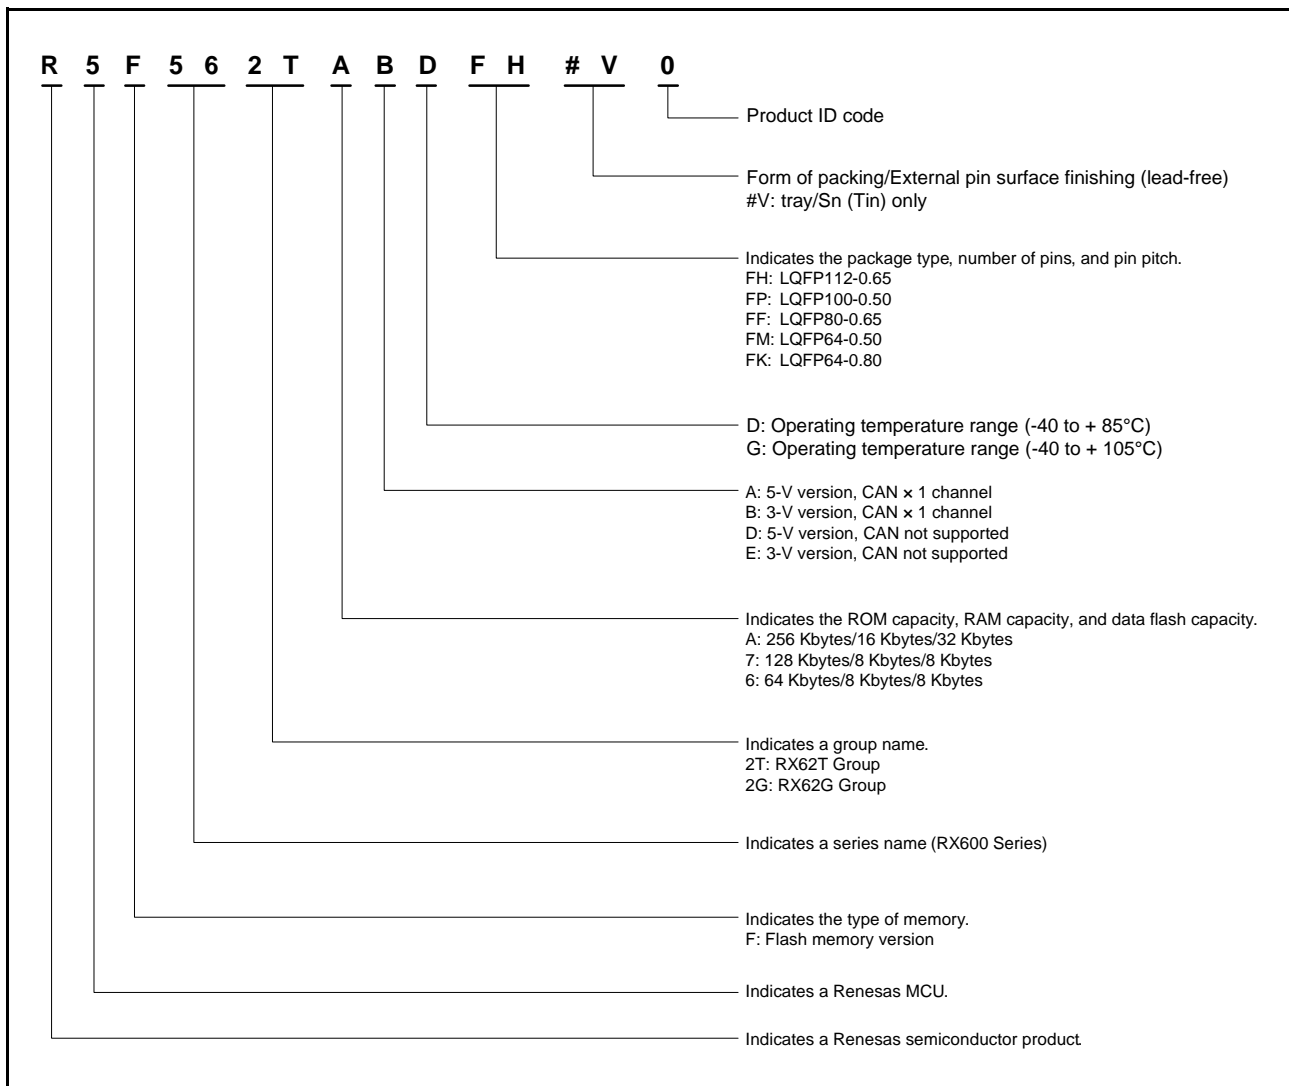 R 5 F 5 6 2 T A B D F H # V 0
Product ID code
Form of packing/External pin surface finishing (lead-free)
#V: tray/Sn (Tin) only
Indicates the package type, number of pins, and pin pitch.
FH: LQFP112-0.65
FP: LQFP100-0.50
FF: LQFP80-0.65
FM: LQFP64-0.50
FK: LQFP64-0.80
D: Operating temperature range (-40 to + 85°C)
G: Operating temperature range (-40 to + 105°C)
A: 5-V version, CAN × 1 channel
B: 3-V version, CAN × 1 channel
D: 5-V version, CAN not supported
E: 3-V version, CAN not supported
Indicates the ROM capacity, RAM capacity, and data flash capacity.
A: 256 Kbytes/16 Kbytes/32 Kbytes
7: 128 Kbytes/8 Kbytes/8 Kbytes
6: 64 Kbytes/8 Kbytes/8 Kbytes
Indicates a group name.
2T: RX62T Group
2G: RX62G Group
Indicates a series name (RX600 Series)
Indicates the type of memory.
F: Flash memory version
Indicates a Renesas MCU.
Indicates a Renesas semiconductor product.